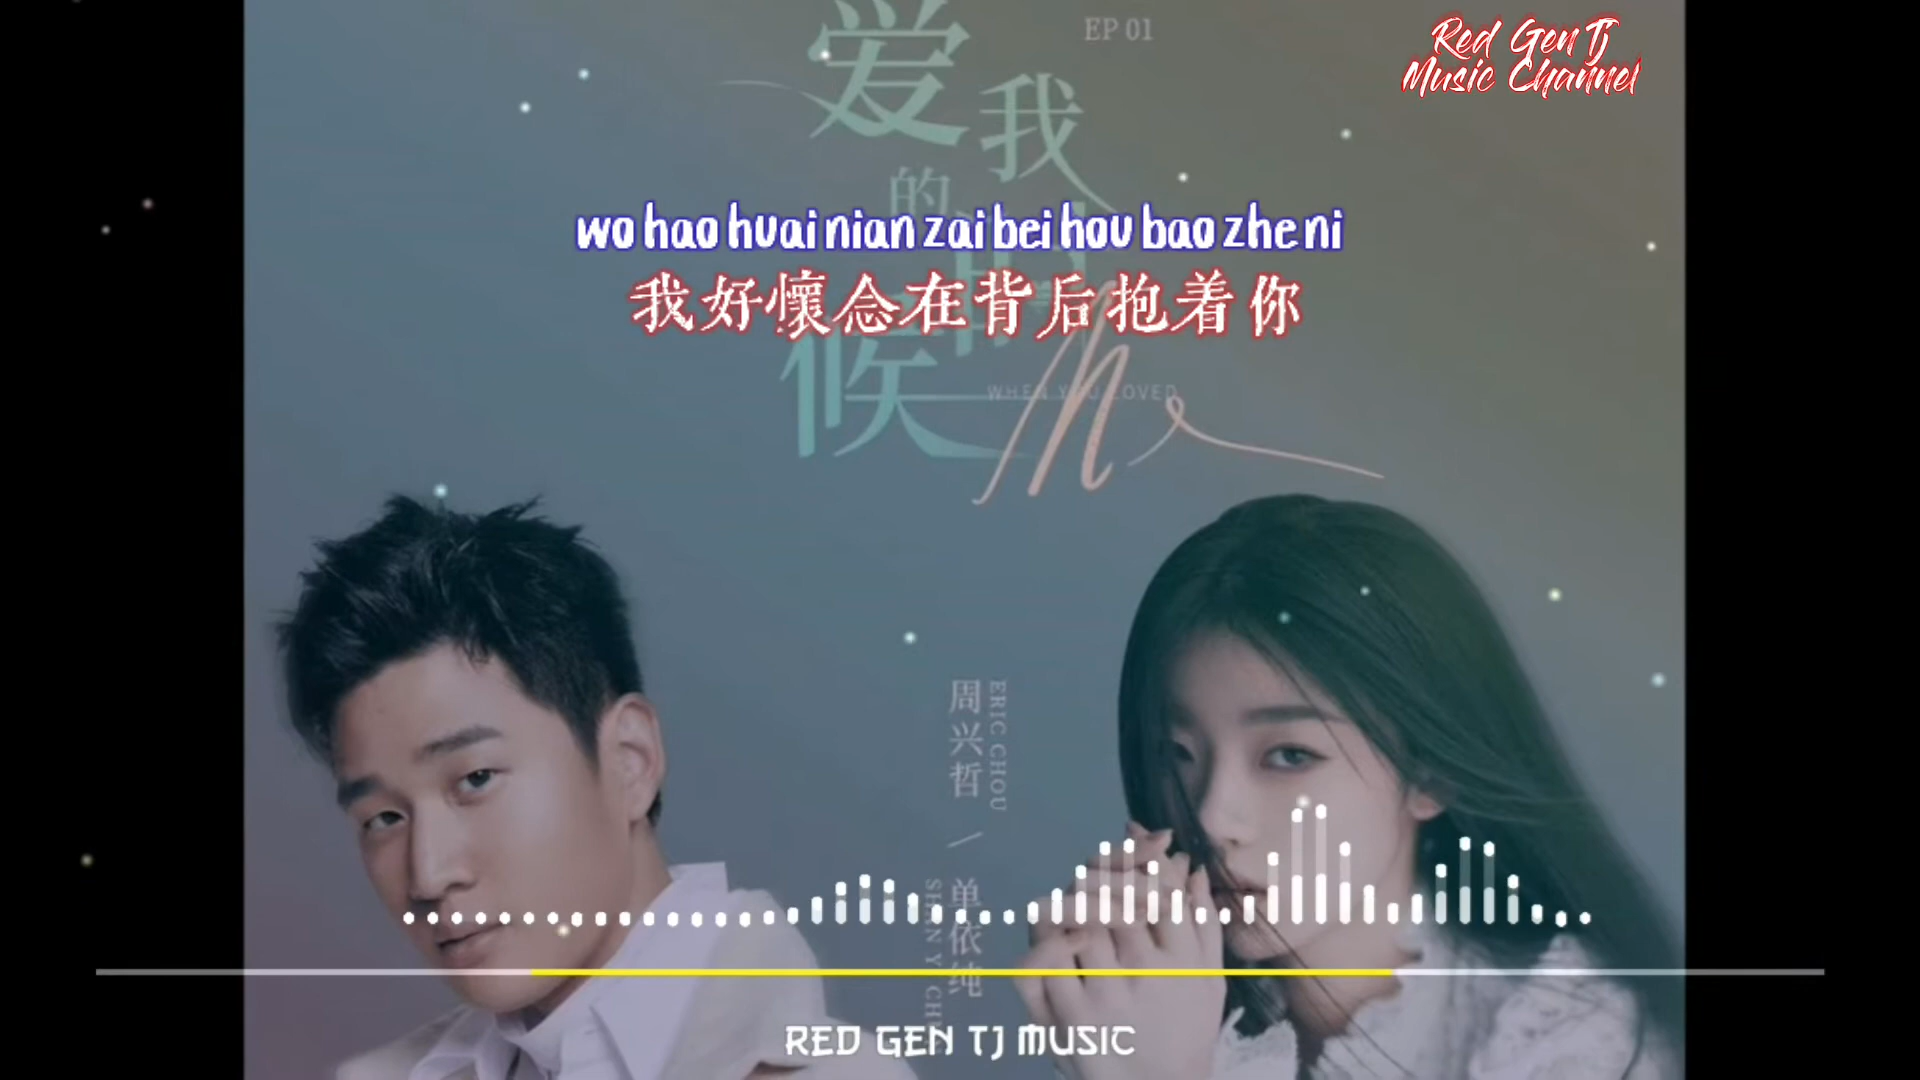 EP 01
Red Gen Tj
Music Channel
爱我
的时
候
wo hao huai nian zai bei hou bao zhe ni
我好懷念在背后抱着你
WHEN YOU LOVED
Me
周兴哲
ERIC CHOU
/
单依纯
SHAN YICH
RED GEN TJ MUSIC